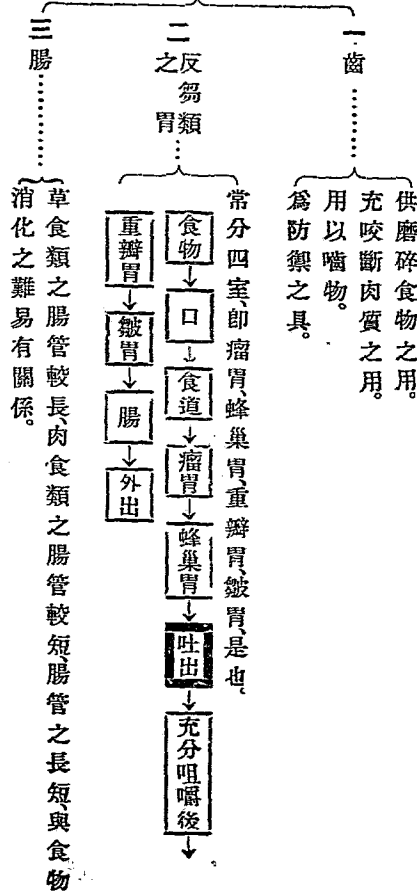 一 齒
供磨碎食物之用。
充咬斷肉質之用。
用以嚙物。
爲防禦之具。
二 反芻類之胃
常分四室、卽瘤胃、蜂巢胃、重瓣胃、皺胃、是也。
食物→口→食道→瘤胃→蜂巢胃→吐出→充分咀嚼後→
重瓣胃→皺胃→腸→外出
三 腸
草食類之腸管較長、肉食類之腸管較短、腸管之長短、與食物
消化之難易有關係。